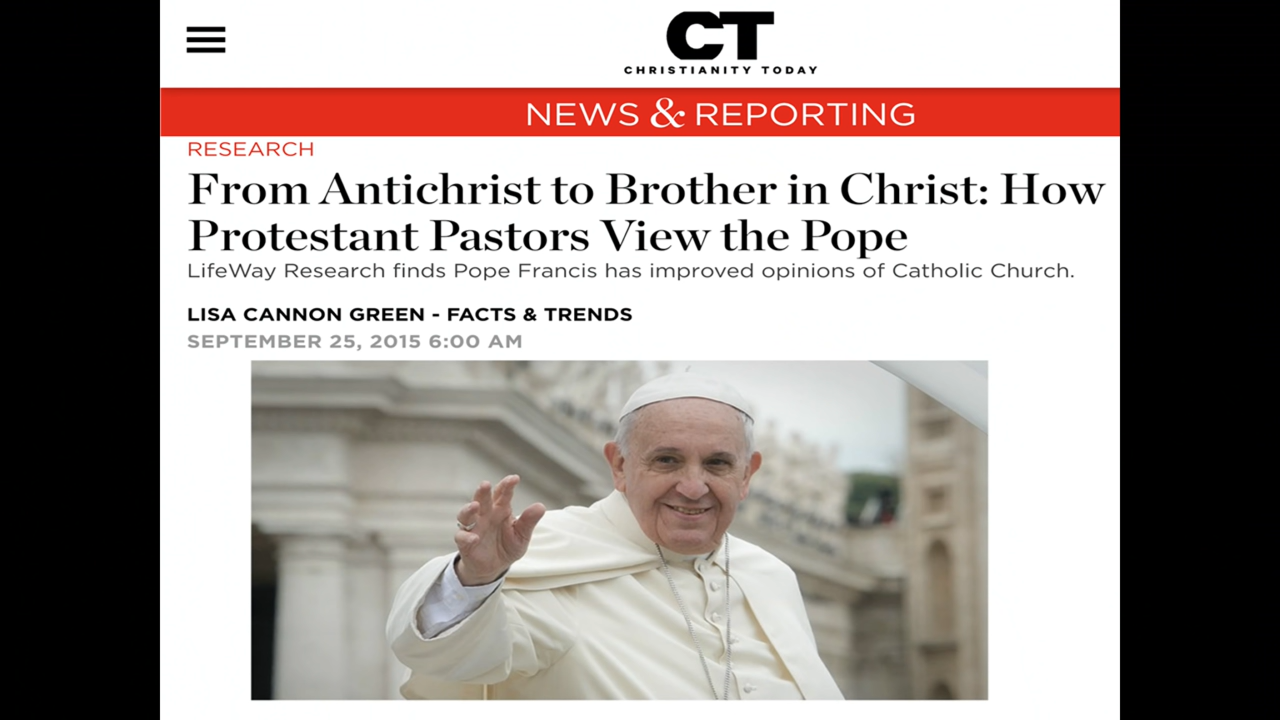 CT
CHRISTIANITY TODAY
NEWS & REPORTING
RESEARCH
From Antichrist to Brother in Christ: How
Protestant Pastors View the Pope
LifeWay Research finds Pope Francis has improved opinions of Catholic Church.
LISA CANNON GREEN - FACTS & TRENDS
SEPTEMBER 25, 2015 6:00 AM